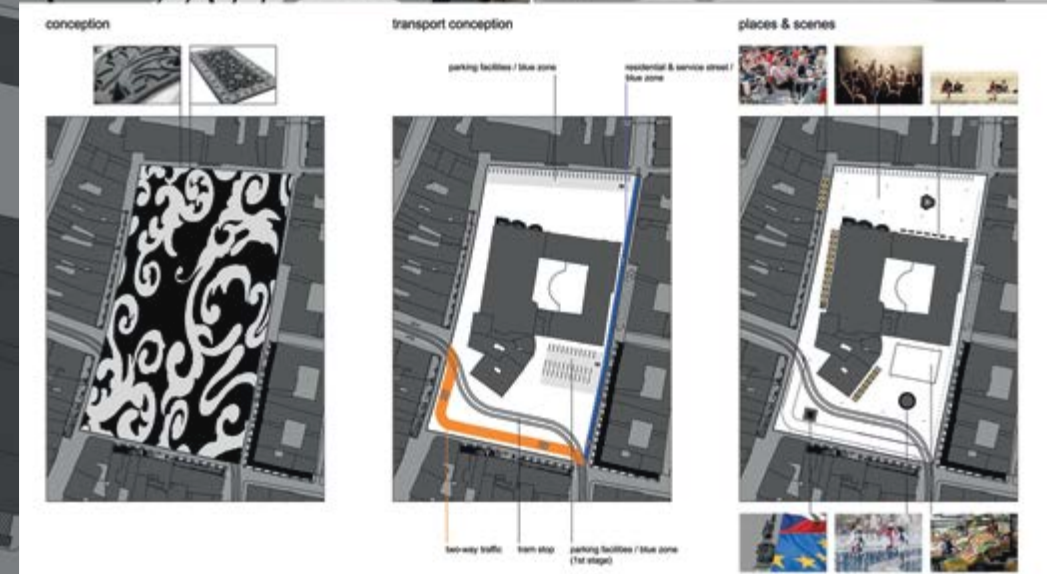 conception
transport conception
places & scenes
parking facilities / blue zone
residential & service street /
blue zone
two-way traffic
tram stop
parking facilities / blue zone
(1st stage)